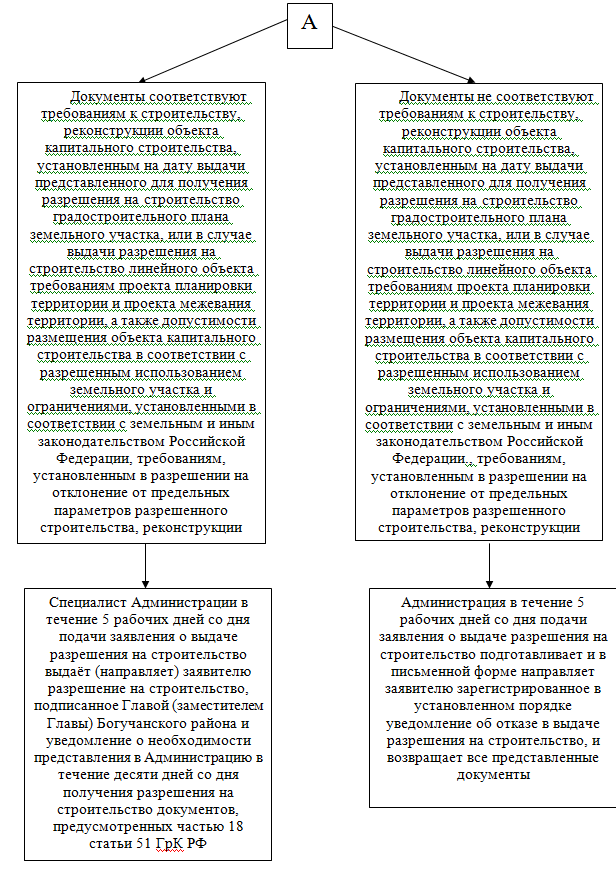 А
Документы соответствуют
требованиям к строительству,
реконструкции объекта
капитального строительства,
установленным на дату выдачи
представленного для получения
разрешения на строительство
градостроительного плана
земельного участка, или в случае
выдачи разрешения на
строительство линейного объекта
требованиям проекта планировки
территории и проекта межевания
территории, а также допустимости
размещения объекта капитального
строительства в соответствии с
разрешенным использованием
земельного участка и
ограничениями, установленными в
соответствии с земельным и иным
законодательством Российской
Федерации, требованиям,
установленным в разрешении на
отклонение от предельных
параметров разрешенного
строительства, реконструкции
Документы не соответствуют
требованиям к строительству,
реконструкции объекта
капитального строительства,
установленным на дату выдачи
представленного для получения
разрешения на строительство
градостроительного плана
земельного участка, или в случае
выдачи разрешения на
строительство линейного объекта
требованиям проекта планировки
территории и проекта межевания
территории, а также допустимости
размещения объекта капитального
строительства в соответствии с
разрешенным использованием
земельного участка и
ограничениями, установленными в
соответствии с земельным и иным
законодательством Российской
Федерации., требованиям,
установленным в разрешении на
отклонение от предельных
параметров разрешенного
строительства, реконструкции
Специалист Администрации в
течение 5 рабочих дней со дня
подачи заявления о выдаче
разрешения на строительство
выдаёт (направляет) заявителю
разрешение на строительство,
подписанное Главой (заместителем
Главы) Богучанского района и
уведомление о необходимости
представления в Администрацию в
течение десяти дней со дня
получения разрешения на
строительство документов,
предусмотренных частью 18
статьи 51 ГрК РФ
Администрация в течение 5
рабочих дней со дня подачи
заявления о выдаче разрешения на
строительство подготавливает и в
письменной форме направляет
заявителю зарегистрированное в
установленном порядке
уведомление об отказе в выдаче
разрешения на строительство, и
возвращает все представленные
документы